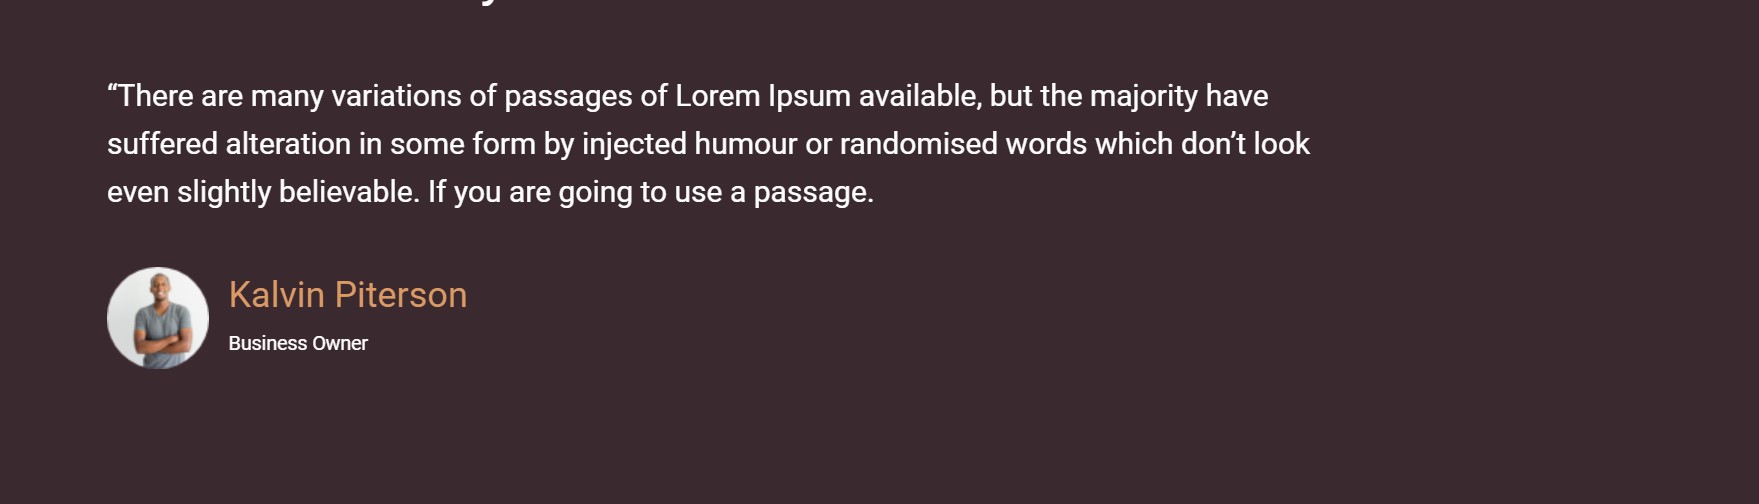 “There are many variations of passages of Lorem Ipsum available, but the majority have
suffered alteration in some form by injected humour or randomised words which don’t look
even slightly believable. If you are going to use a passage.
Kalvin Piterson
Business Owner